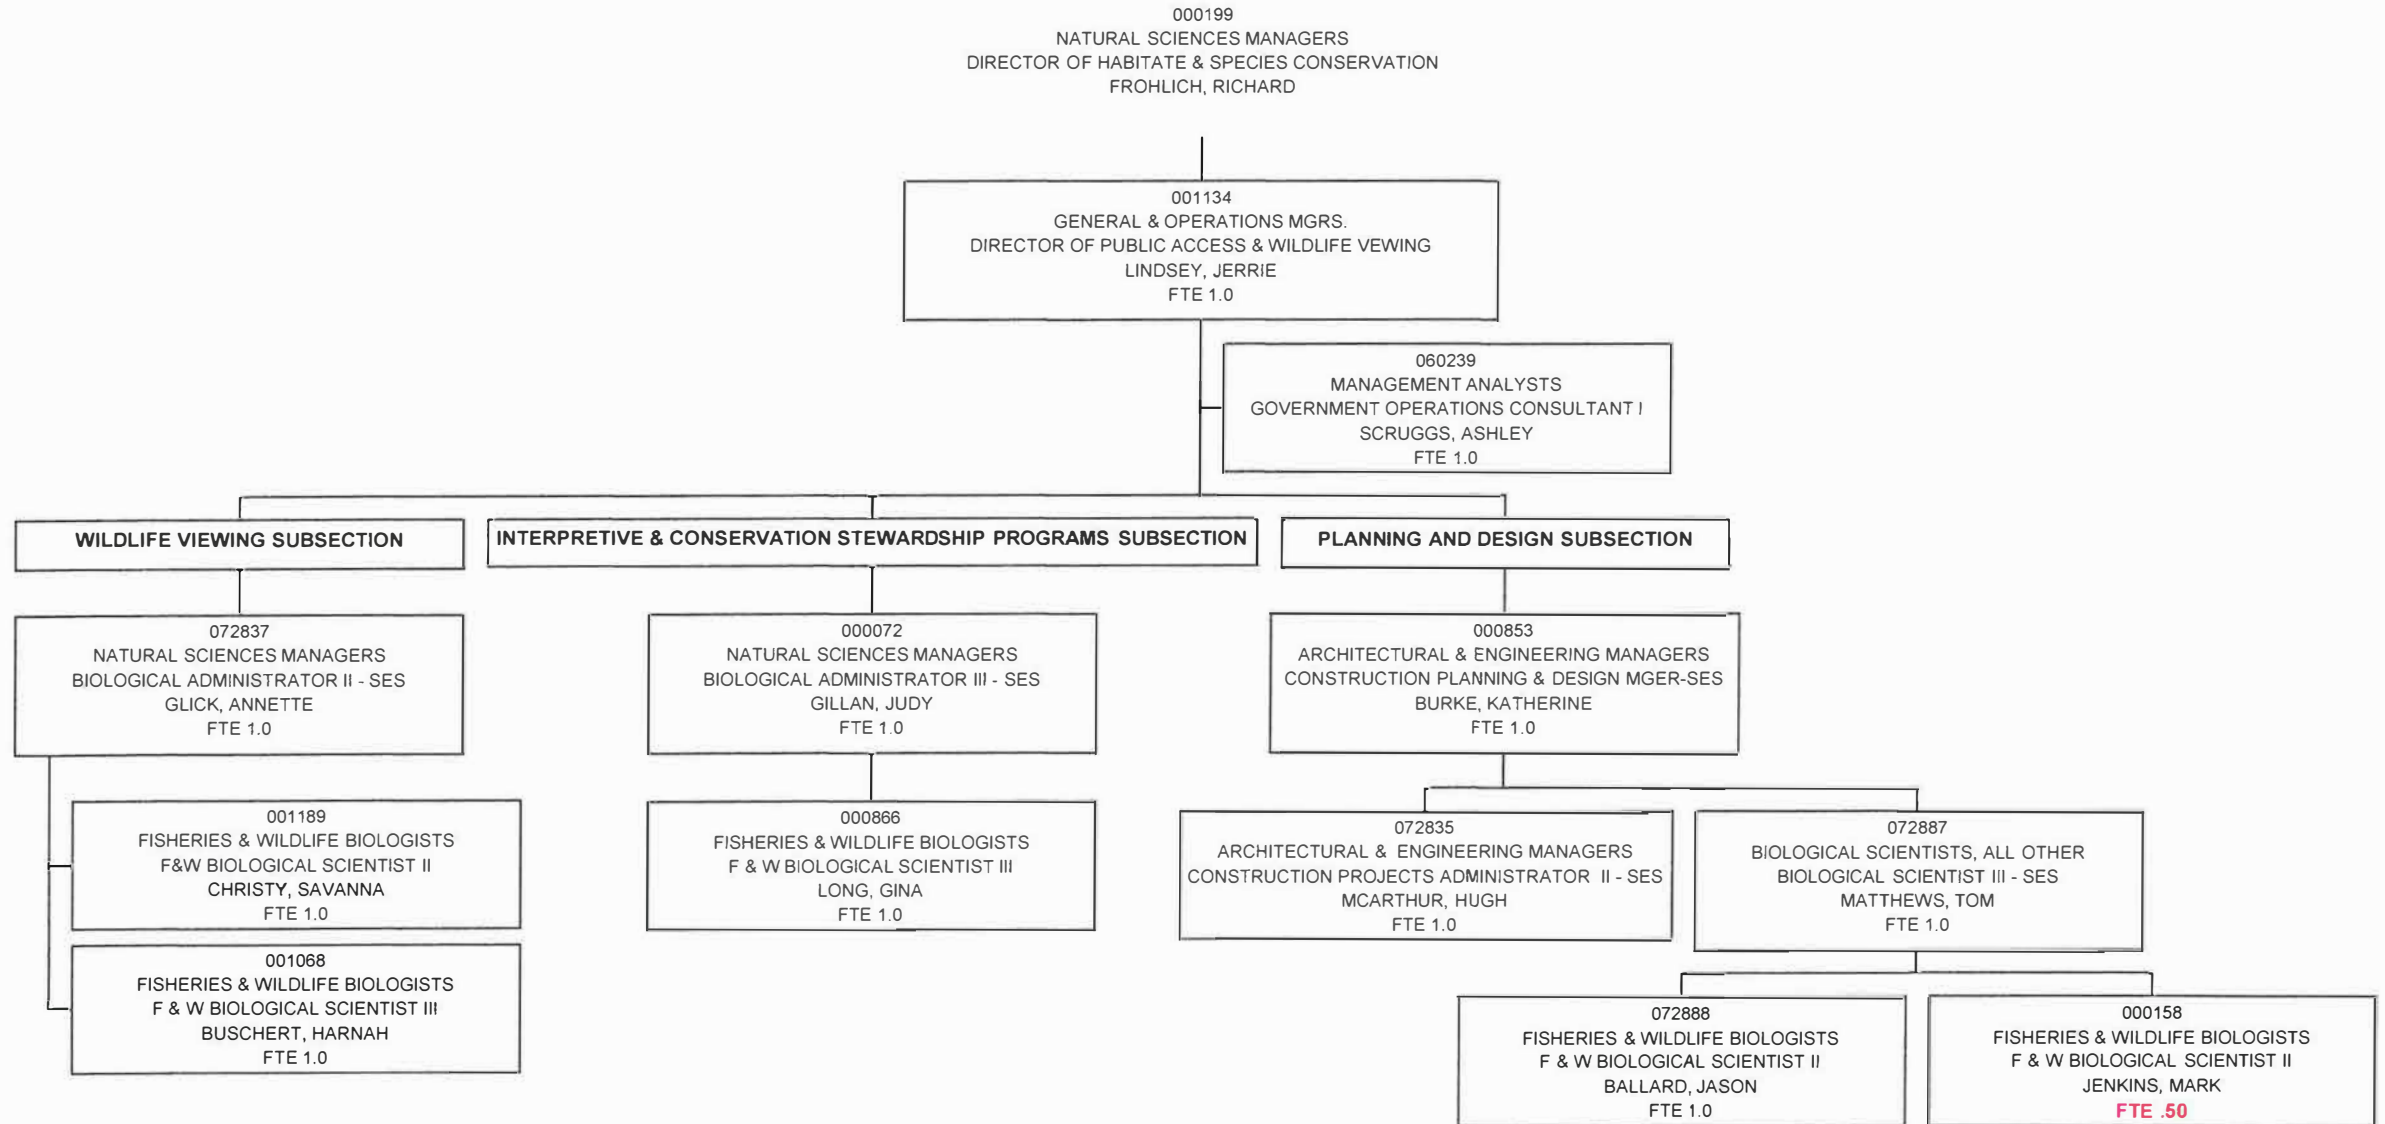 000199
NATURAL SCIENCES MANAGERS
DIRECTOR OF HABITATE & SPECIES CONSERVATION
FROHLICH, RICHARD
001134
GENERAL & OPERATIONS MGRS.
DIRECTOR OF PUBLIC ACCESS & WILDLIFE VEWING
LINDSEY, JERRIE
FTE 1.0
060239
MANAGEMENT ANALYSTS
GOVERNMENT OPERATIONS CONSULTANT I
SCRUGGS, ASHLEY
FTE 1.0
WILDLIFE VIEWING SUBSECTION
INTERPRETIVE & CONSERVATION STEWARDSHIP PROGRAMS SUBSECTION
PLANNING AND DESIGN SUBSECTION
072837
NATURAL SCIENCES MANAGERS
BIOLOGICAL ADMINISTRATOR II - SES
GLICK, ANNETTE
FTE 1.0
000072
NATURAL SCIENCES MANAGERS
BIOLOGICAL ADMINISTRATOR III - SES
GILLAN, JUDY
FTE 1.0
000853
ARCHITECTURAL & ENGINEERING MANAGERS
CONSTRUCTION PLANNING & DESIGN MGER-SES
BURKE, KATHERINE
FTE 1.0
001189
FISHERIES & WILDLIFE BIOLOGISTS
F&W BIOLOGICAL SCIENTIST II
CHRISTY, SAVANNA
FTE 1.0
000866
FISHERIES & WILDLIFE BIOLOGISTS
F & W BIOLOGICAL SCIENTIST III
LONG, GINA
FTE 1.0
072835
ARCHITECTURAL & ENGINEERING MANAGERS
CONSTRUCTION PROJECTS ADMINISTRATOR II - SES
MCARTHUR, HUGH
FTE 1.0
072887
BIOLOGICAL SCIENTISTS, ALL OTHER
BIOLOGICAL SCIENTIST III - SES
MATTHEWS, TOM
FTE 1.0
001068
FISHERIES & WILDLIFE BIOLOGISTS
F & W BIOLOGICAL SCIENTIST III
BUSCHERT, HARNAH
FTE 1.0
072888
FISHERIES & WILDLIFE BIOLOGISTS
F & W BIOLOGICAL SCIENTIST II
BALLARD, JASON
FTE 1.0
000158
FISHERIES & WILDLIFE BIOLOGISTS
F & W BIOLOGICAL SCIENTIST II
JENKINS, MARK
FTE .50